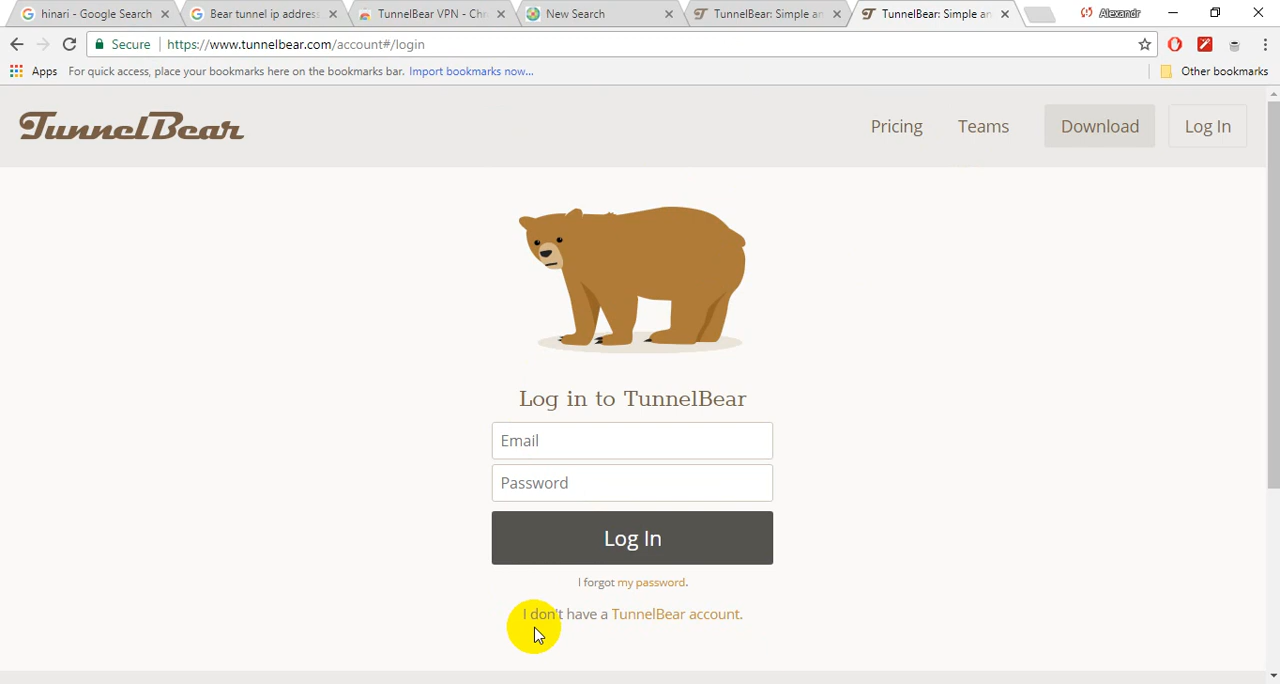 hinari - Google Search
Bear tunnel ip address
TunnelBear VPN - Chr
New Search
TunnelBear: Simple an
TunnelBear: Simple an
Alexandr
Secure
https://www.tunnelbear.com/account#/login
Apps
For quick access, place your bookmarks here on the bookmarks bar. Import bookmarks now...
Other bookmarks
TunnelBear
Pricing
Teams
Download
Log In
Log in to TunnelBear
Email
Password
Log In
I forgot my password.
I don't have a TunnelBear account.